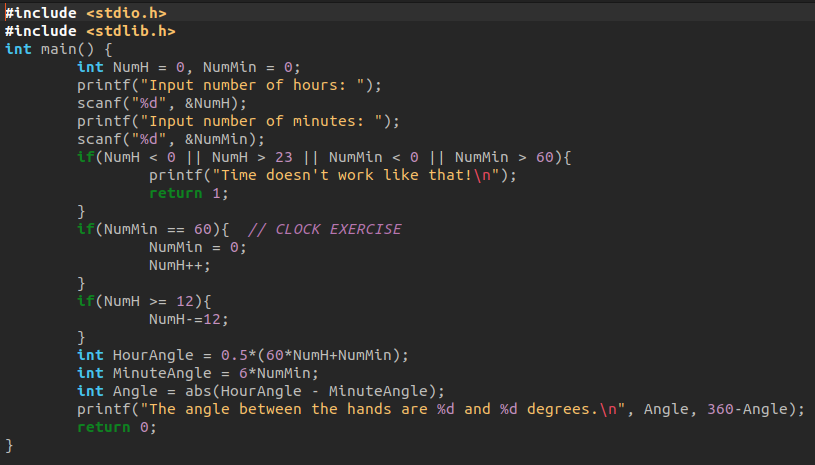 #include <stdio.h>
#include <stdlib.h>
int main() {
        int NumH = 0, NumMin = 0;
        printf("Input number of hours: ");
        scanf("%d", &NumH);
        printf("Input number of minutes: ");
        scanf("%d", &NumMin);
        if(NumH < 0 || NumH > 23 || NumMin < 0 || NumMin > 60){
                printf("Time doesn't work like that!\n");
                return 1;
        }
        if(NumMin == 60){  // CLOCK EXERCISE
                NumMin = 0;
                NumH++;
        }
        if(NumH >= 12){
                NumH-=12;
        }
        int HourAngle = 0.5*(60*NumH+NumMin);
        int MinuteAngle = 6*NumMin;
        int Angle = abs(HourAngle - MinuteAngle);
        printf("The angle between the hands are %d and %d degrees.\n", Angle, 360-Angle);
        return 0;
}